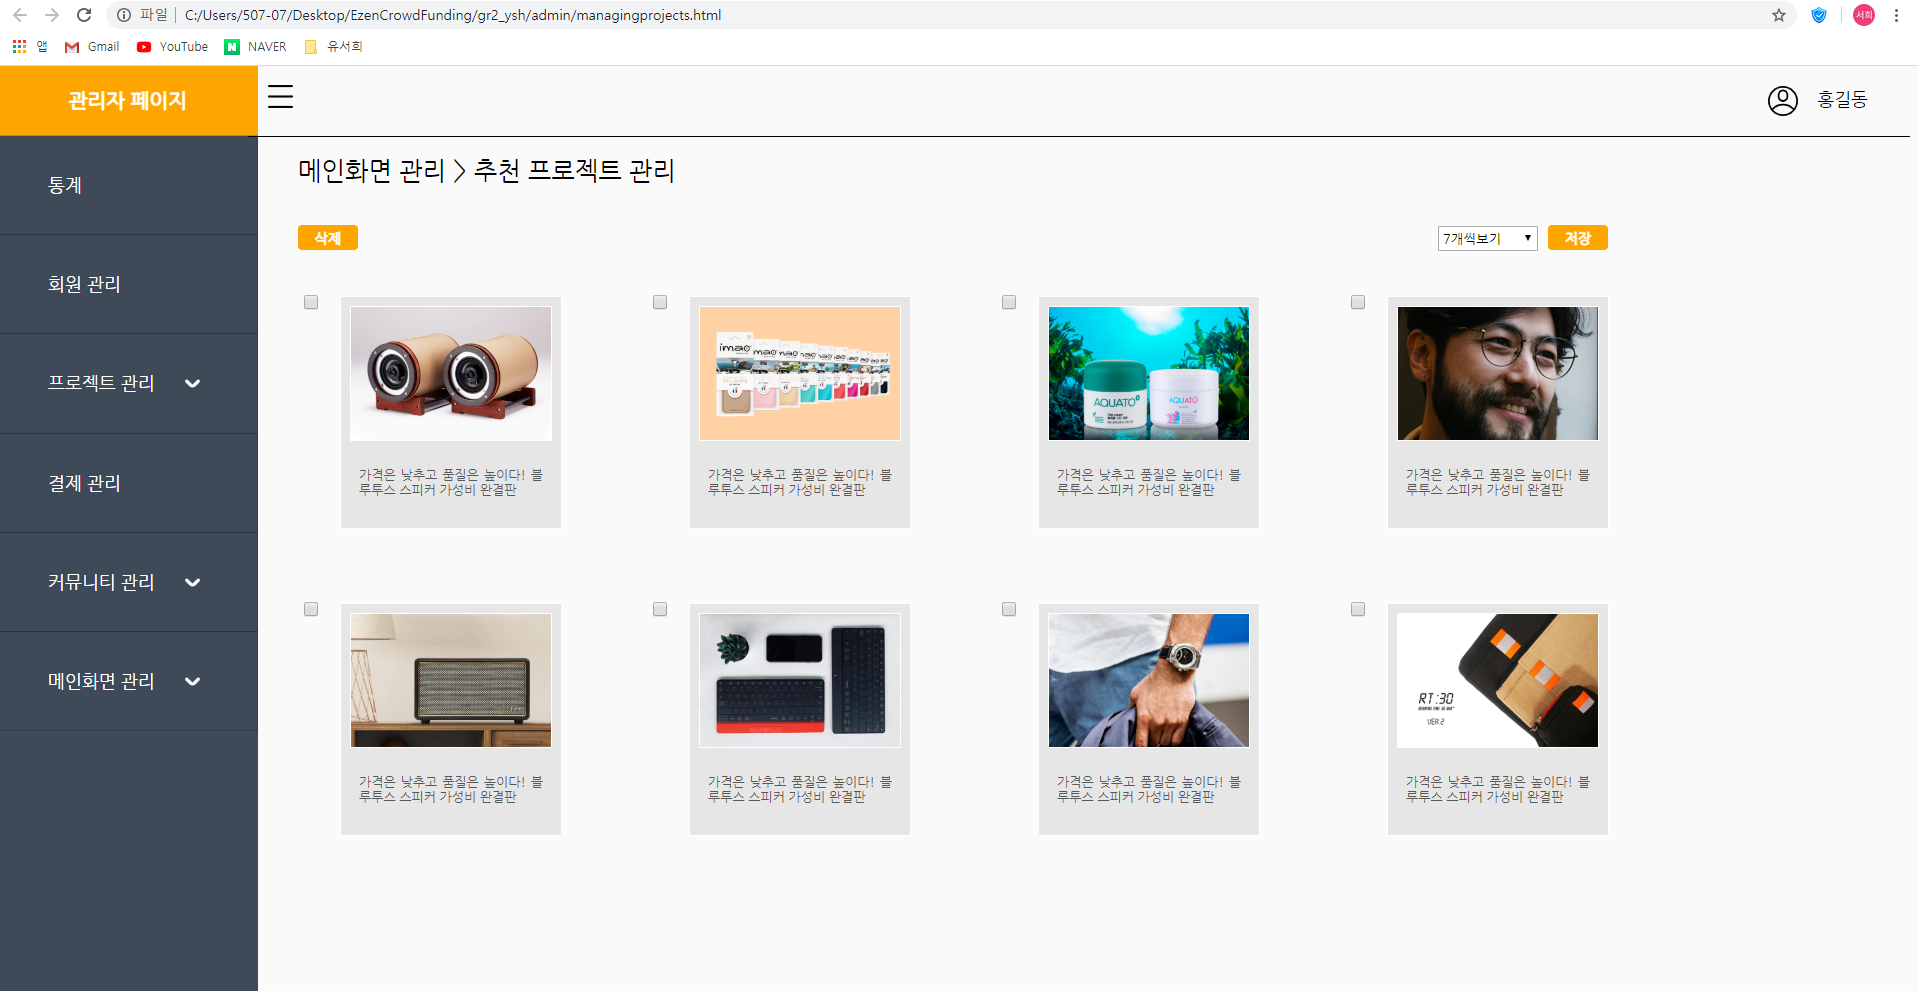 파일 C:/Users/507-07/Desktop/EzenCrowdFunding/gr2_ysh/admin/managingprojects.html 서희
앱 Gmail YouTube N NAVER 유서희
관리자 페이지
홍길동
통계
회원 관리
프로젝트 관리
결제 관리
커뮤니티 관리
메인화면 관리
메인화면 관리 > 추천 프로젝트 관리
삭제
7개씩보기
저장
imac
AQUATO
AQUATO
가격은 낮추고 품질은 높이다! 블
루투스 스피커 가성비 완결판
가격은 낮추고 품질은 높이다! 블
루투스 스피커 가성비 완결판
가격은 낮추고 품질은 높이다! 블
루투스 스피커 가성비 완결판
가격은 낮추고 품질은 높이다! 블
루투스 스피커 가성비 완결판
RT:30
VER.2
가격은 낮추고 품질은 높이다! 블
루투스 스피커 가성비 완결판
가격은 낮추고 품질은 높이다! 블
루투스 스피커 가성비 완결판
가격은 낮추고 품질은 높이다! 블
루투스 스피커 가성비 완결판
가격은 낮추고 품질은 높이다! 블
루투스 스피커 가성비 완결판